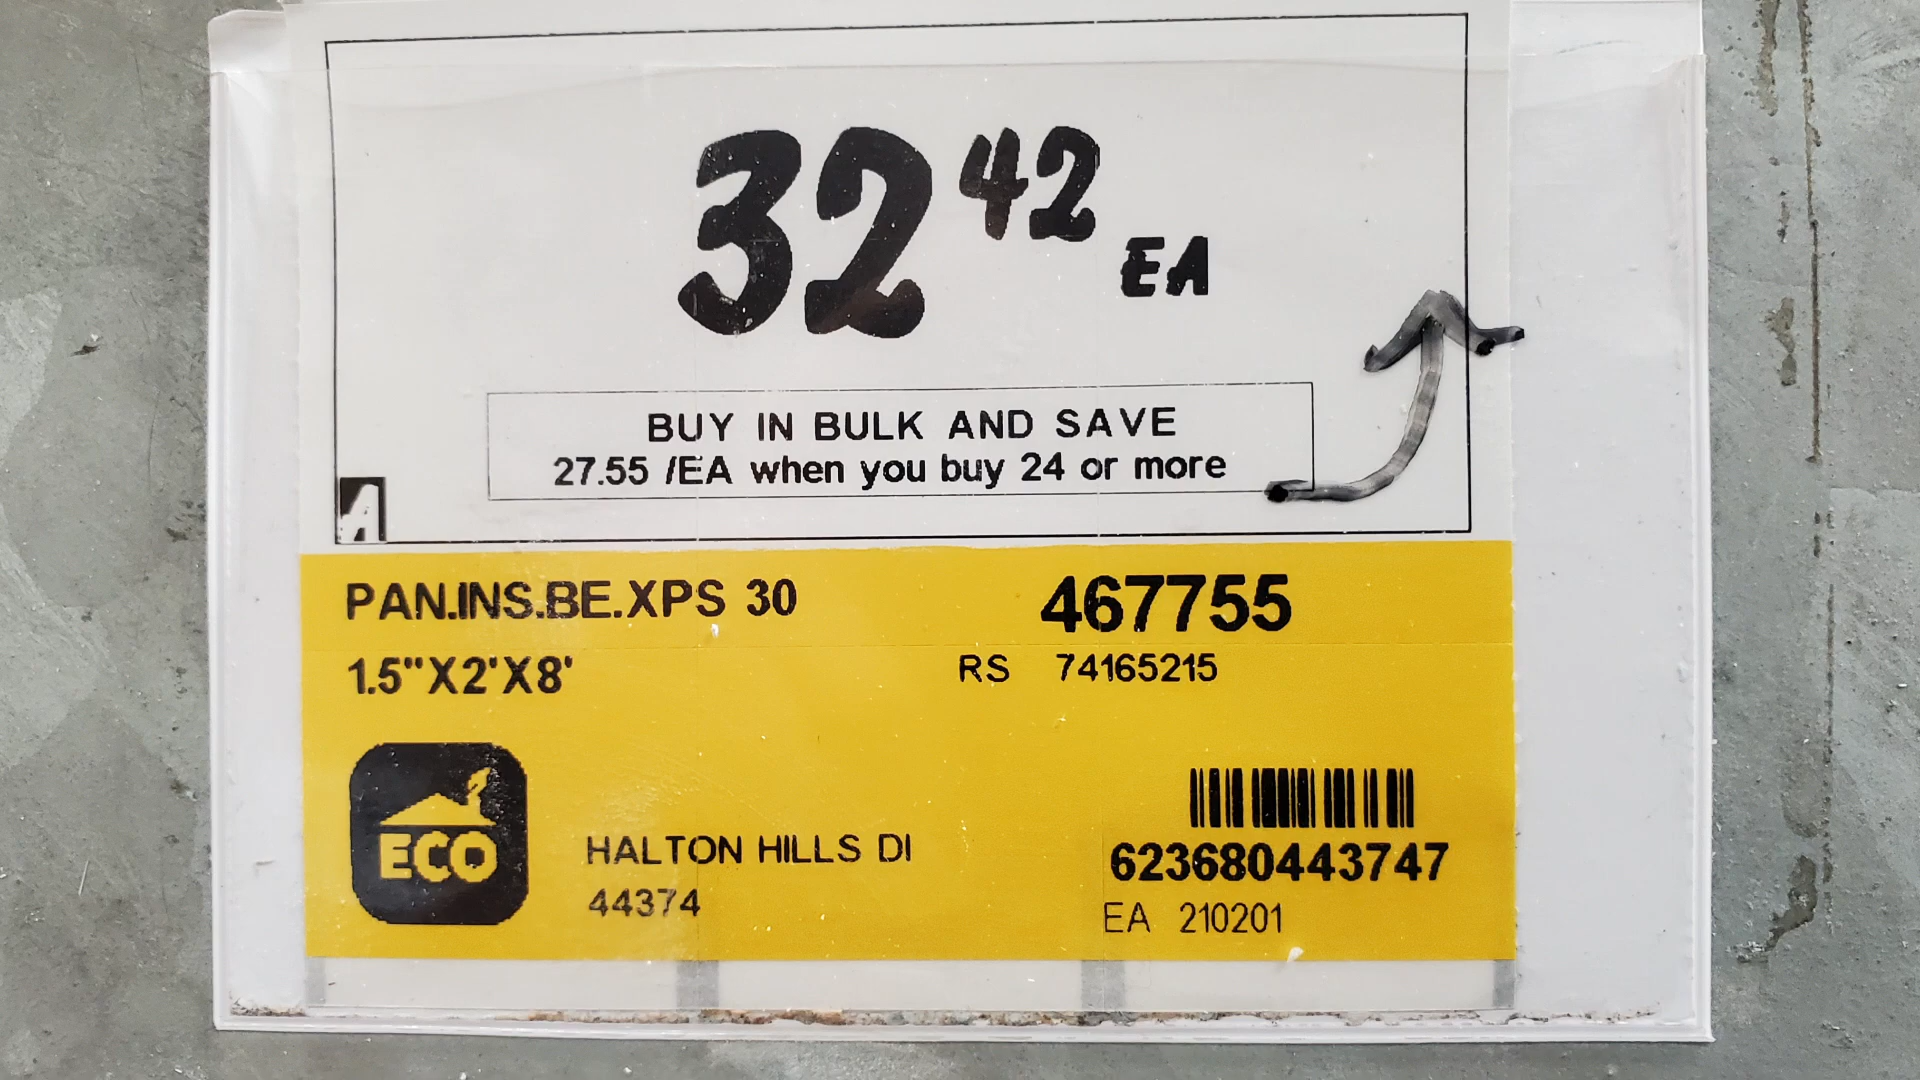 32 42 EA
BUY IN BULK AND SAVE
27.55 /EA when you buy 24 or more
A
PAN.INS.BE.XPS 30
467755
1.5"X2'X8'
RS 74165215
ECO
HALTON HILLS DI
44374
623680443747
EA 210201